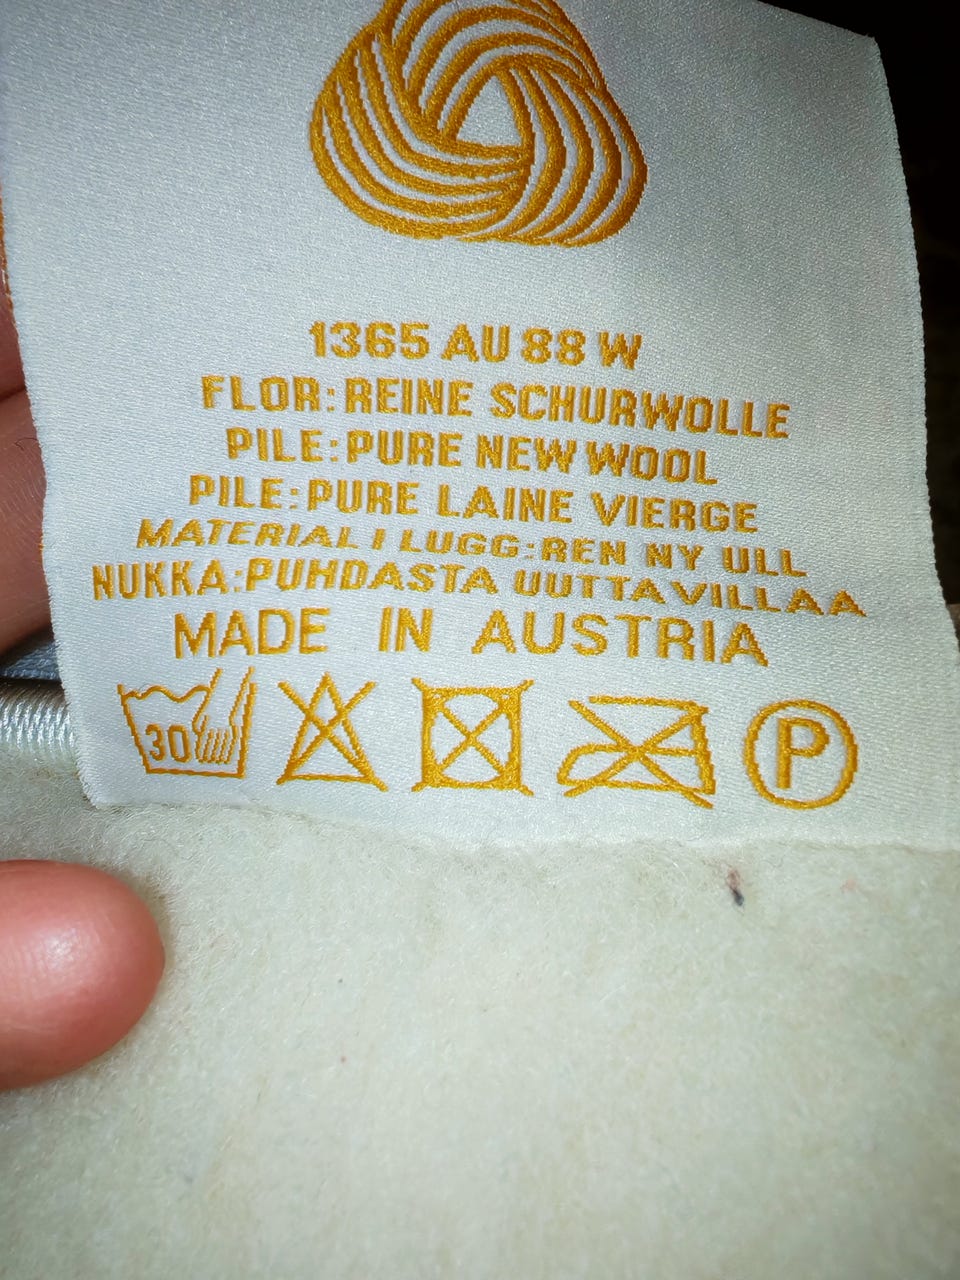 1365 AU 88 W
FLOR: REINE SCHURWOLLE
PILE: PURE NEW WOOL
PILE: PURE LAINE VIERGE
MATERIAL I LUGG: REN NY ULL
NUKKA: PUHDASTA UUTTAVILLAA
MADE IN AUSTRIA
30 P